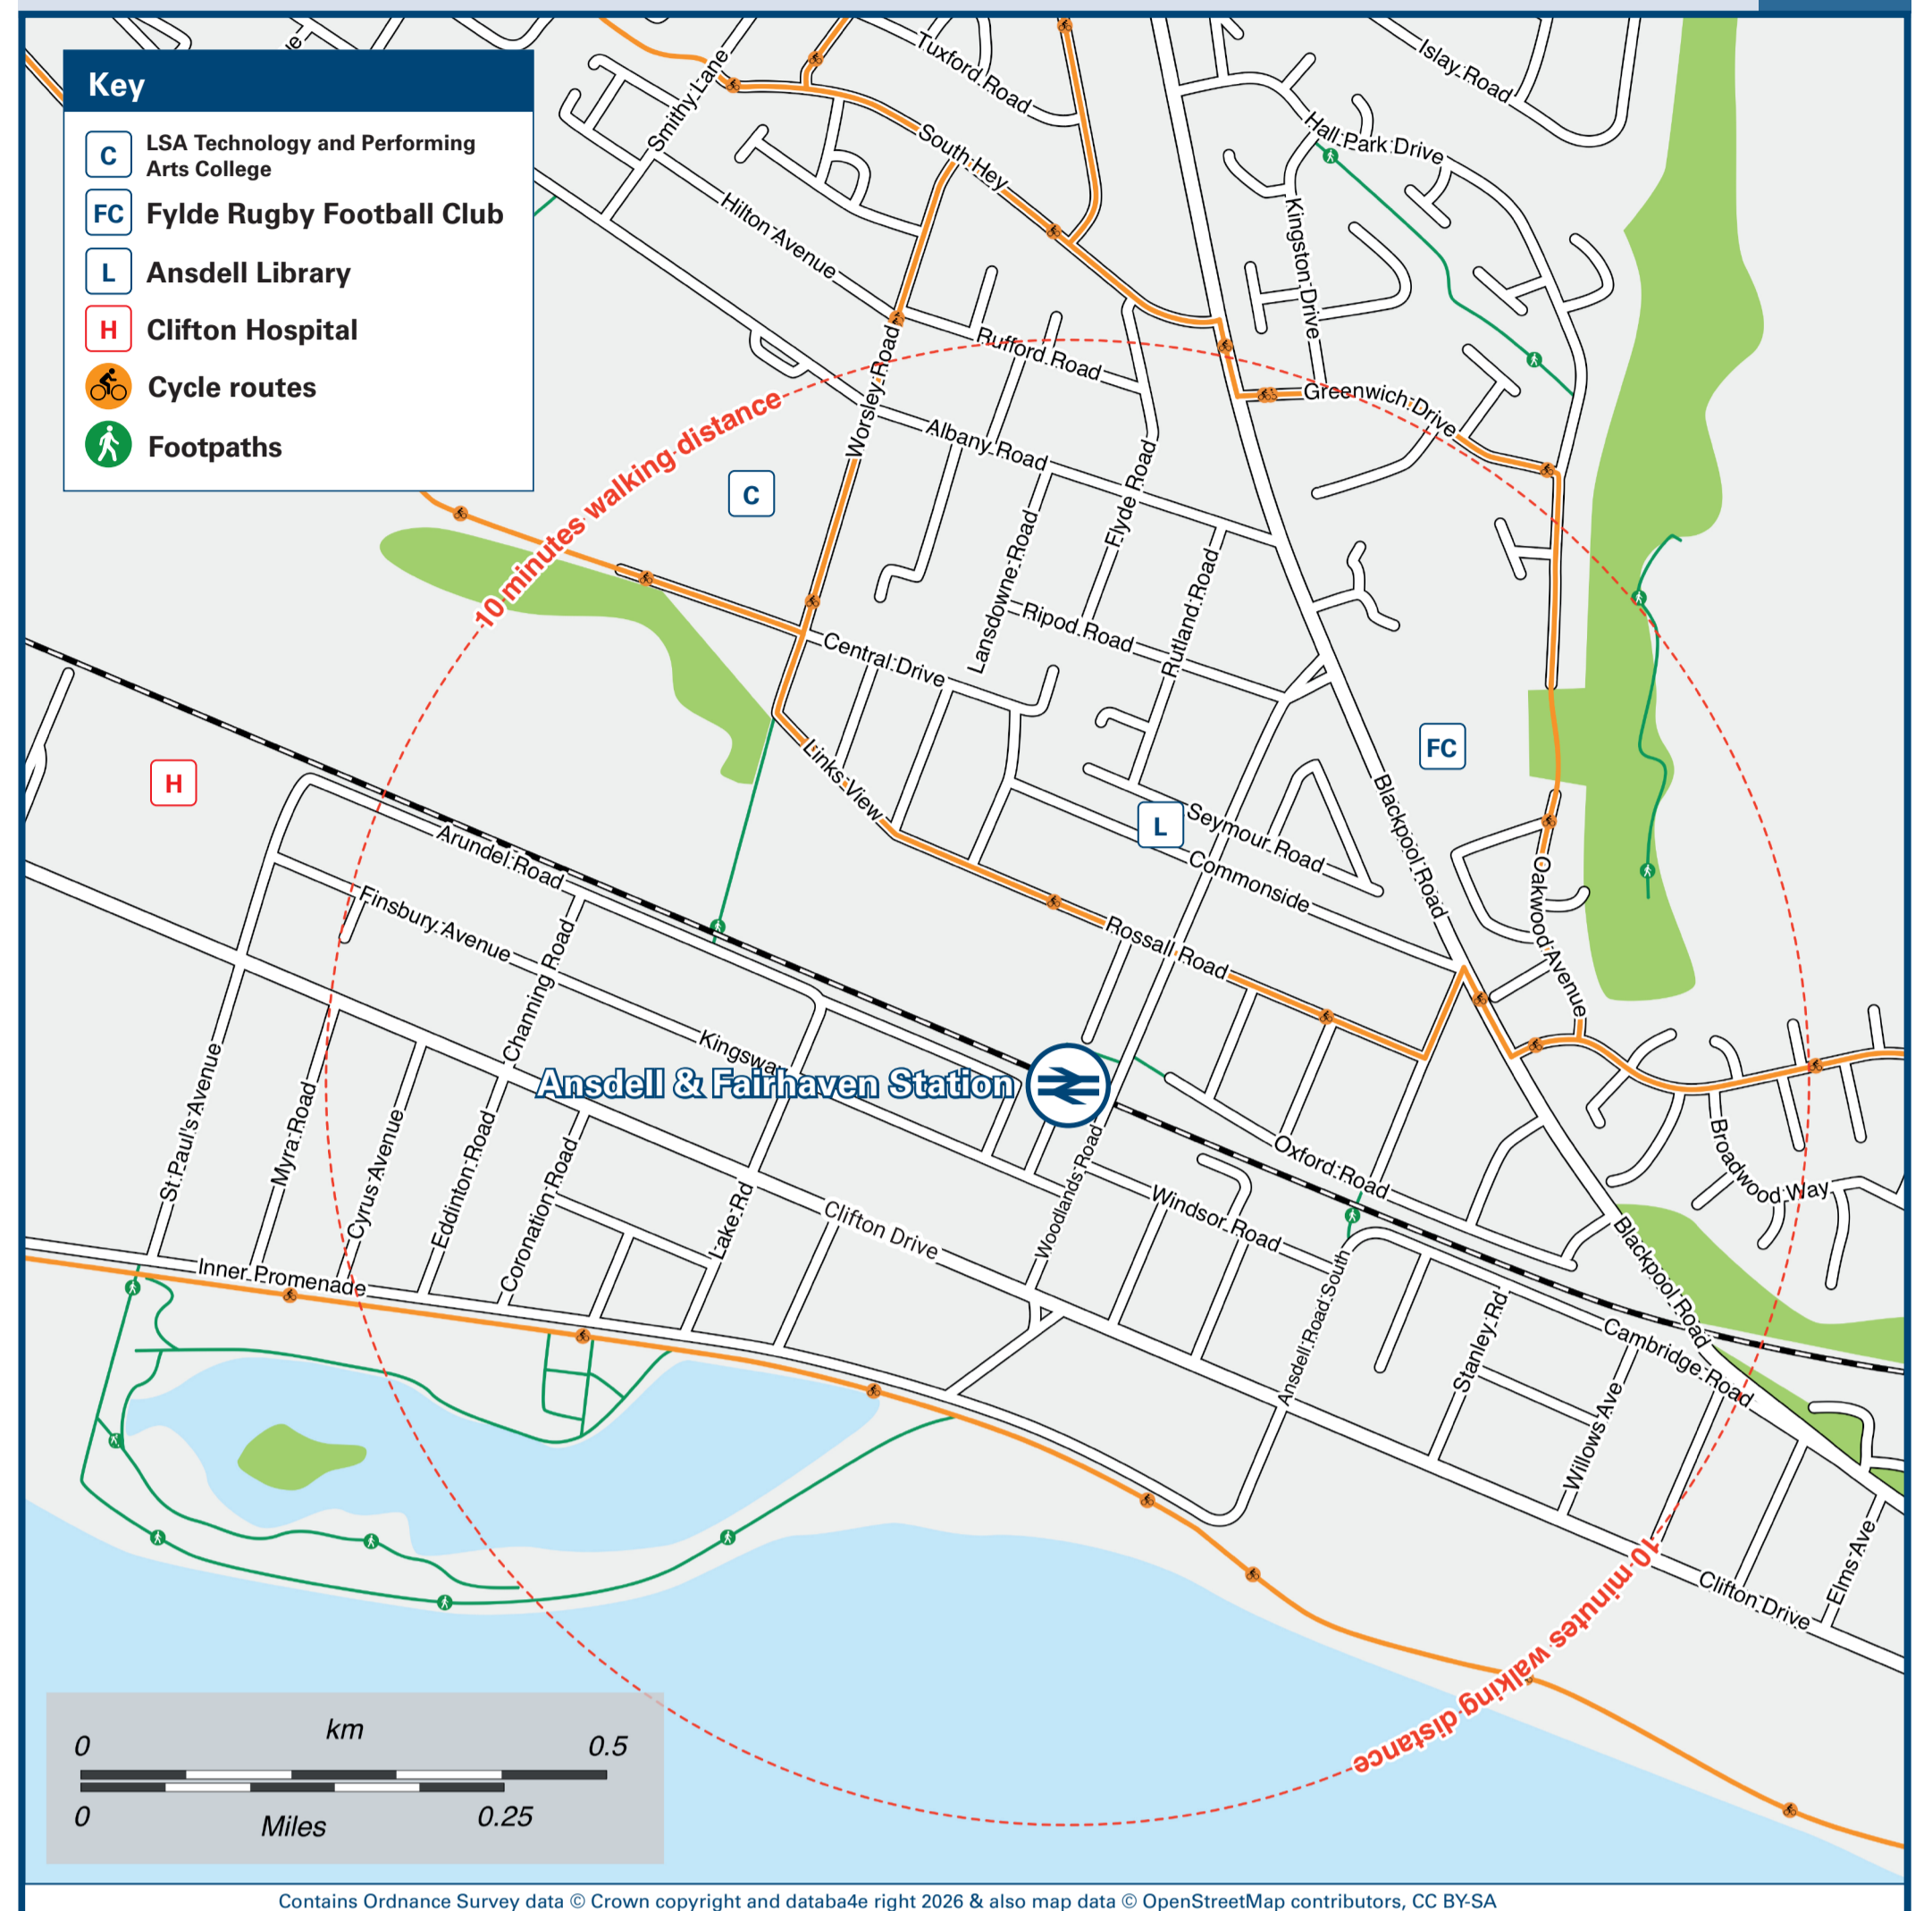 Key
C
LSA Technology and Performing
Arts College
FC
Fylde Rugby Football Club
L
Ansdell Library
H
Clifton Hospital
Cycle routes
Footpaths
Smithy Lane
Tuxford Road
Islay Road
South Hey
Hall Park Drive
Hilton Avenue
Kingston Drive
Rufford Road
Worsley Road
Greenwich Drive
10 minutes walking distance
Albany Road
C
Flyde Road
Lansdowne Road
Rutland Road
Ripod Road
Central Drive
FC
H
Links View
Blackpool Road
L
Seymour Road
Commonside
Arundel Road
Finsbury Avenue
Oakwood Avenue
Rossall Road
Channing Road
Kingsway
Ansdell & Fairhaven Station
St.Paul's Avenue
Myra Road
Cyrus Avenue
Eddinton Road
Coronation Road
Lake Rd
Woodlands Road
Oxford Road
Broadwood Way
Windsor Road
Clifton Drive
Inner Promenade
Ansdell Road South
Stanley Rd
Blackpool Road
Cambridge Road
Willows Ave
Elms Ave
Clifton Drive
10 minutes walking distance
km
0
0.5
0
0.25
Miles
Contains Ordnance Survey data © Crown copyright and databa4e right 2026 & also map data © OpenStreetMap contributors, CC BY-SA